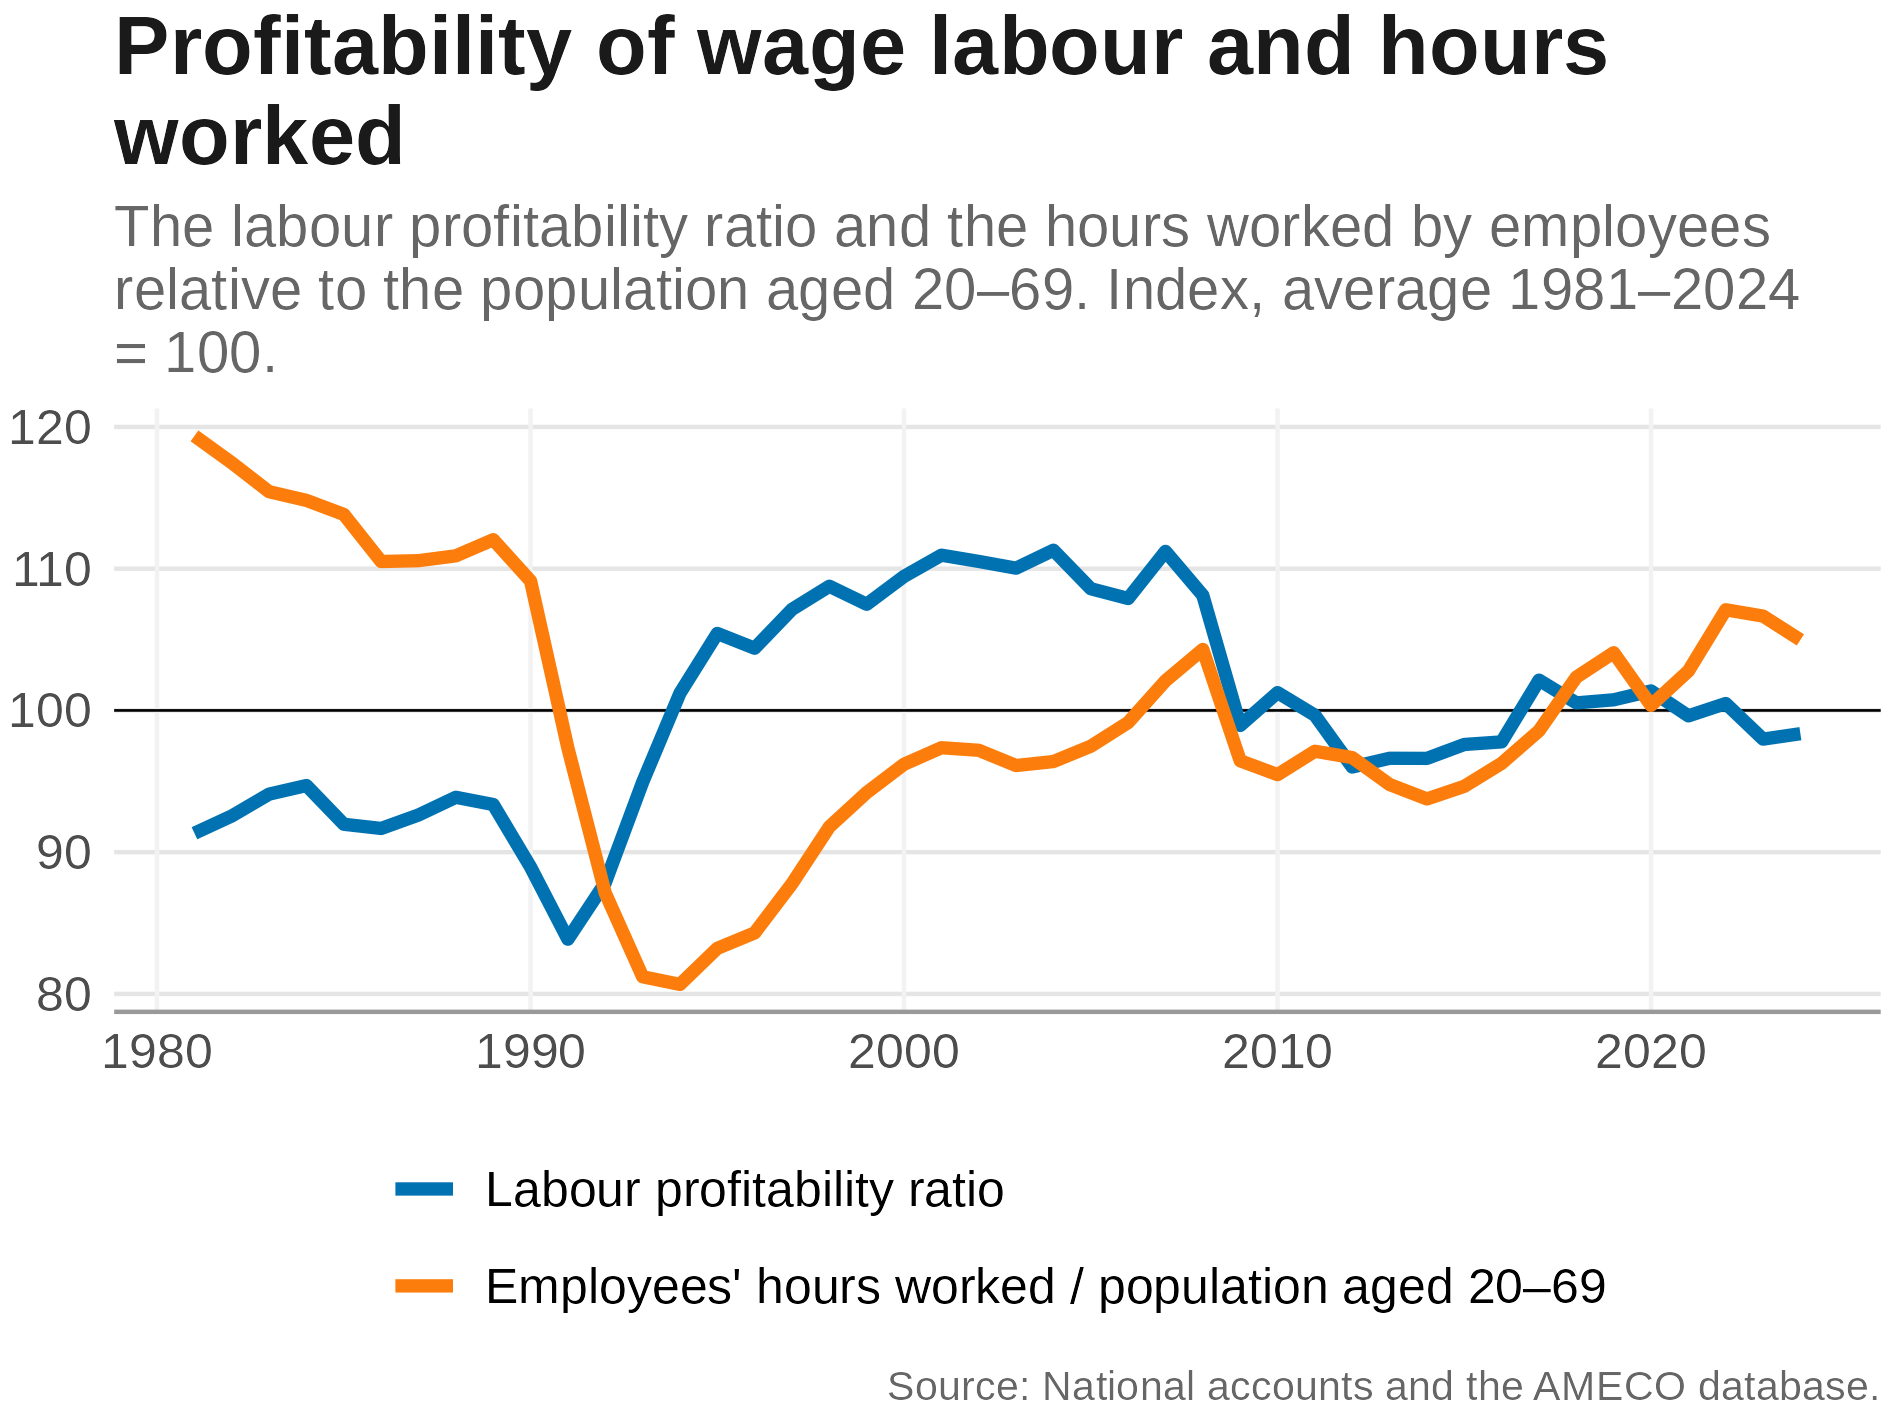 Profitability of wage labour and hours
worked
The labour profitability ratio and the hours worked by employees
relative to the population aged 20–69. Index, average 1981–2024
= 100.
120
110
100
90
80
1980 1990 2000 2010 2020
Labour profitability ratio
Employees' hours worked / population aged 20–69
Source: National accounts and the AMECO database.